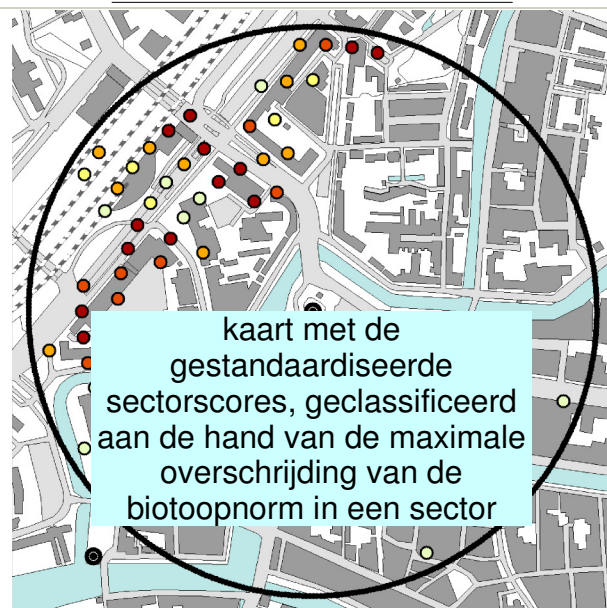 kaart met de
gestandaardiseerde
sectorscores, geclassificeerd
aan de hand van de maximale
overschrijding van de
biotoopnorm in een sector